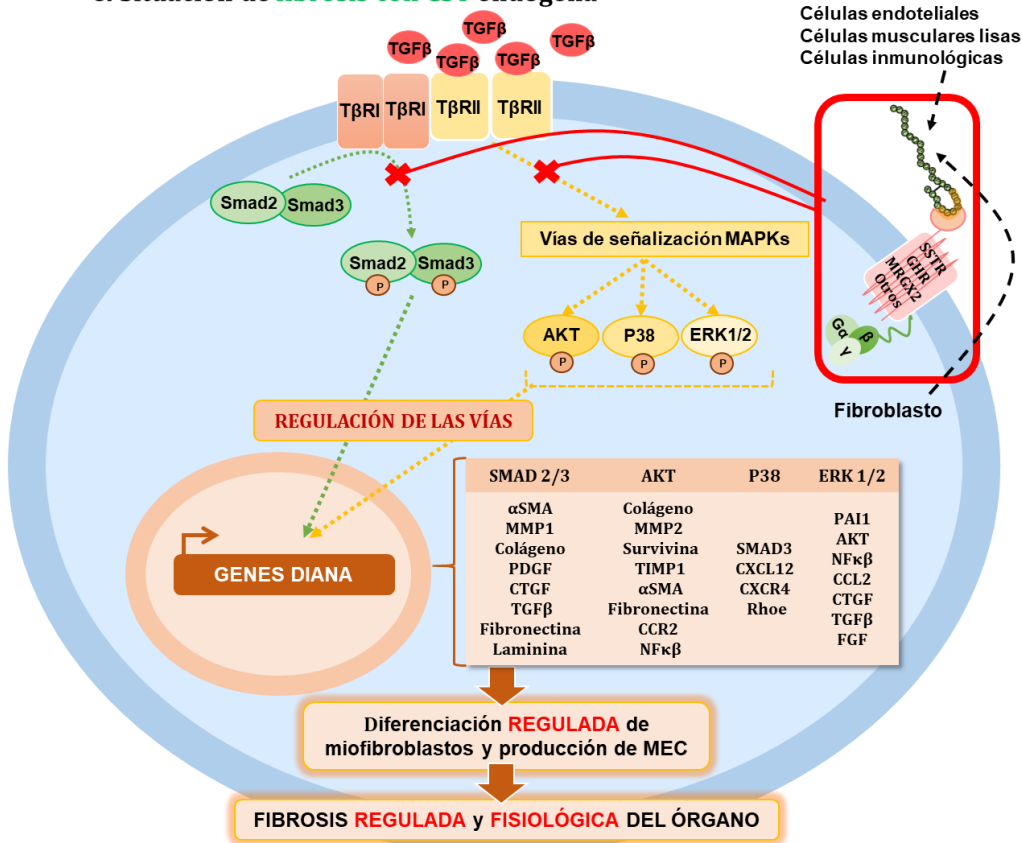 Células endoteliales
Células musculares lisas
Células inmunológicas
TGFβ
TGFβ
TGFβ
TGFβ
TGFβ
TβRI
TβRI
TβRII
TβRII
Smad2
Smad3
Smad2
Smad3
P
P
Vías de señalización MAPKs
AKT
P38
ERK1/2
P
P
P
SSTR
GHR
MRGX2
Otros
Gα
β
γ
Fibroblasto
REGULACIÓN DE LAS VÍAS
GENES DIANA
SMAD 2/3
αSMA
MMP1
Colágeno
PDGF
CTGF
TGFβ
Fibronectina
Laminina
AKT
Colágeno
MMP2
Survivina
TIMP1
αSMA
Fibronectina
CCR2
NFκβ
P38
SMAD3
CXCL12
CXCR4
Rhoe
ERK 1/2
PAI1
AKT
NFκβ
CCL2
CTGF
TGFβ
FGF
Diferenciación REGULADA de
miofibroblastos y producción de MEC
FIBROSIS REGULADA y FISIOLÓGICA DEL ÓRGANO